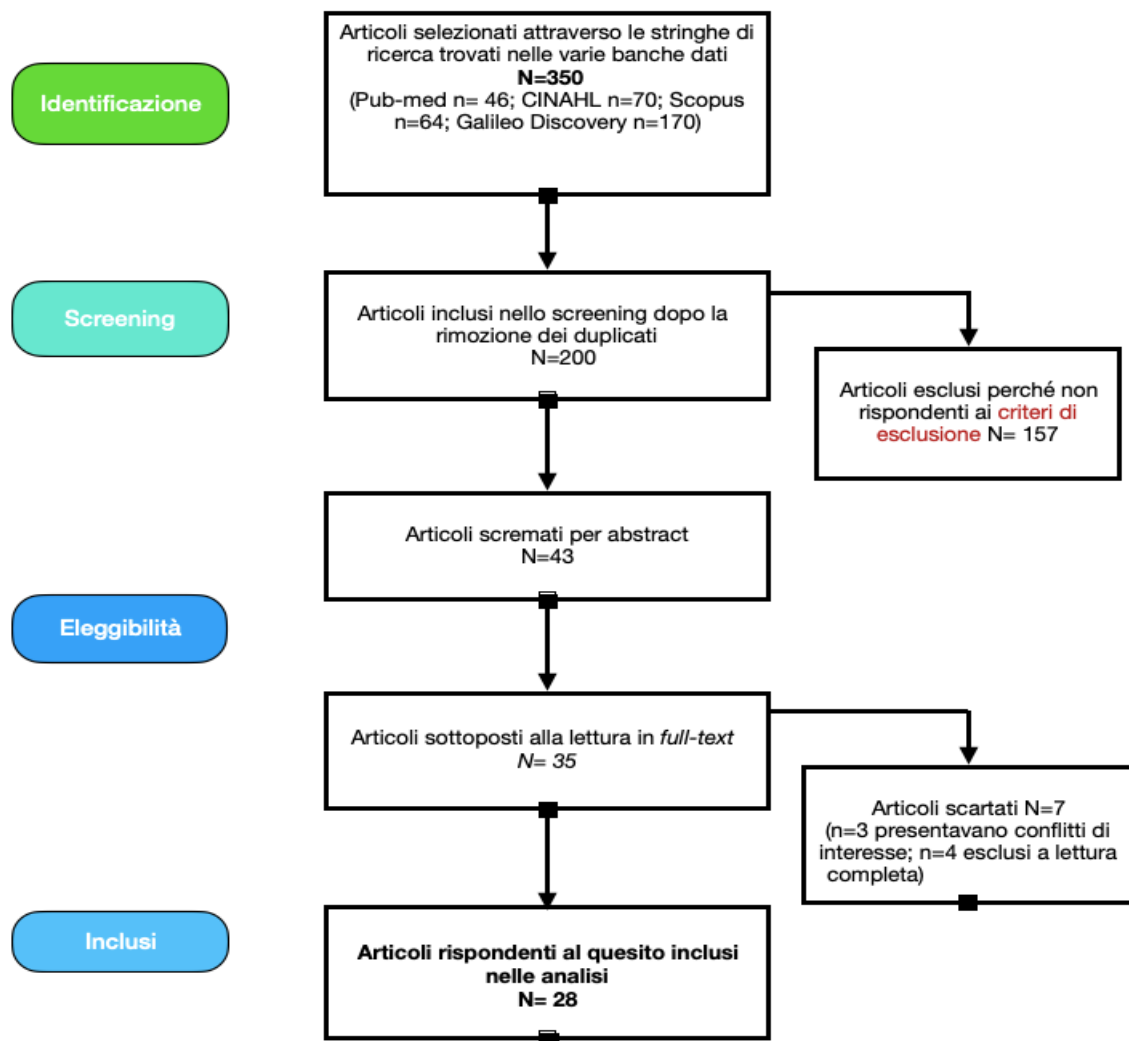 Articoli selezionati attraverso le stringhe di
ricerca trovati nelle varie banche dati
N=350
(Pub-med n= 46; CINAHL n=70; Scopus
n=64; Galileo Discovery n=170)
Identificazione
Articoli inclusi nello screening dopo la
rimozione dei duplicati
N=200
Screening
Articoli esclusi perché non
rispondenti ai criteri di
esclusione N= 157
Articoli scremati per abstract
N=43
Eleggibilità
Articoli sottoposti alla lettura in full-text
N= 35
Articoli scartati N=7
(n=3 presentavano conflitti di
interesse; n=4 esclusi a lettura
completa)
Inclusi
Articoli rispondenti al quesito inclusi
nelle analisi
N= 28